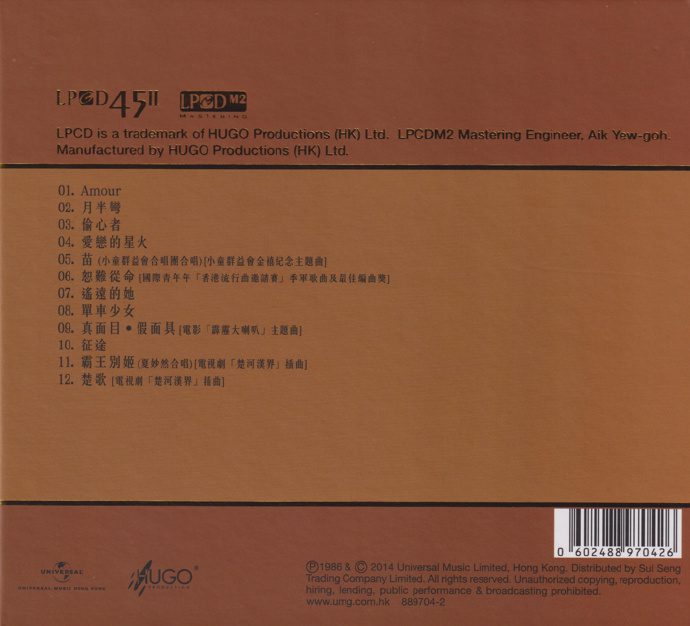 LPCD45II LPCD M2
MASTERING
LPCD is a trademark of HUGO Productions (HK) Ltd. LPCDM2 Mastering Engineer, Aik Yew-goh.
Manufactured by HUGO Productions (HK) Ltd.
01. Amour
02. 月半彎
03. 偷心者
04. 愛戀的星火
05. 苗 (小童群益會合唱團合唱)[小童群益會金禧紀念主題曲]
06. 恕難從命 [國際青年年「香港流行曲邀請賽」季軍歌曲及最佳編曲獎]
07. 遙遠的她
08. 單車少女
09. 真面目•假面具 [電影「霹靂大喇叭」主題曲]
10. 征途
11. 霸王別姬 (夏妙然合唱)[電視劇「楚河漢界」插曲]
12. 楚歌 [電視劇「楚河漢界」插曲]
0 602488 970426
UNIVERSAL
UNIVERSAL MUSIC HONG KONG
HUGO®
PRODUCTION
Ⓟ1986 & © 2014 Universal Music Limited, Hong Kong. Distributed by Sui Seng
Trading Company Limited. All rights reserved. Unauthorized copying, reproduction,
hiring, lending, public performance & broadcasting prohibited.
www.umg.com.hk 889704-2